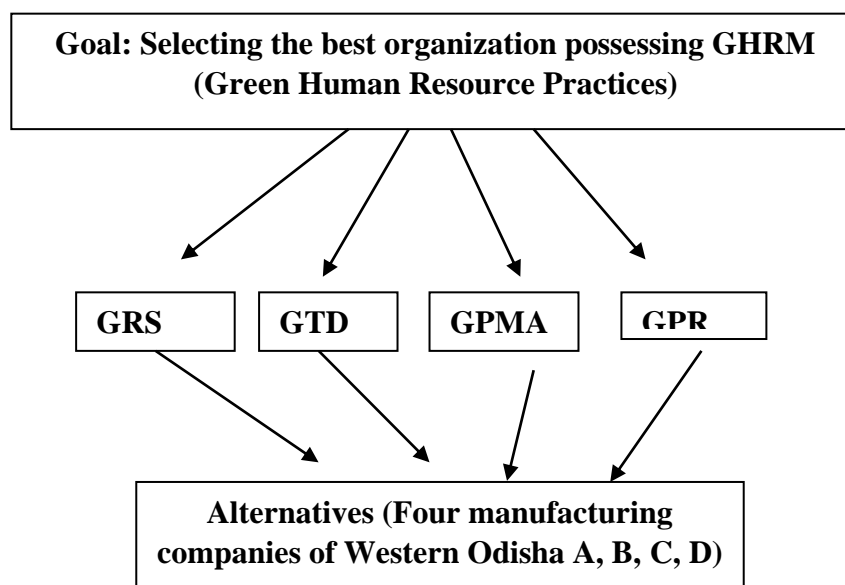 Goal: Selecting the best organization possessing GHRM
(Green Human Resource Practices)
GRS
GTD
GPMA
GPR
Alternatives (Four manufacturing
companies of Western Odisha A, B, C, D)